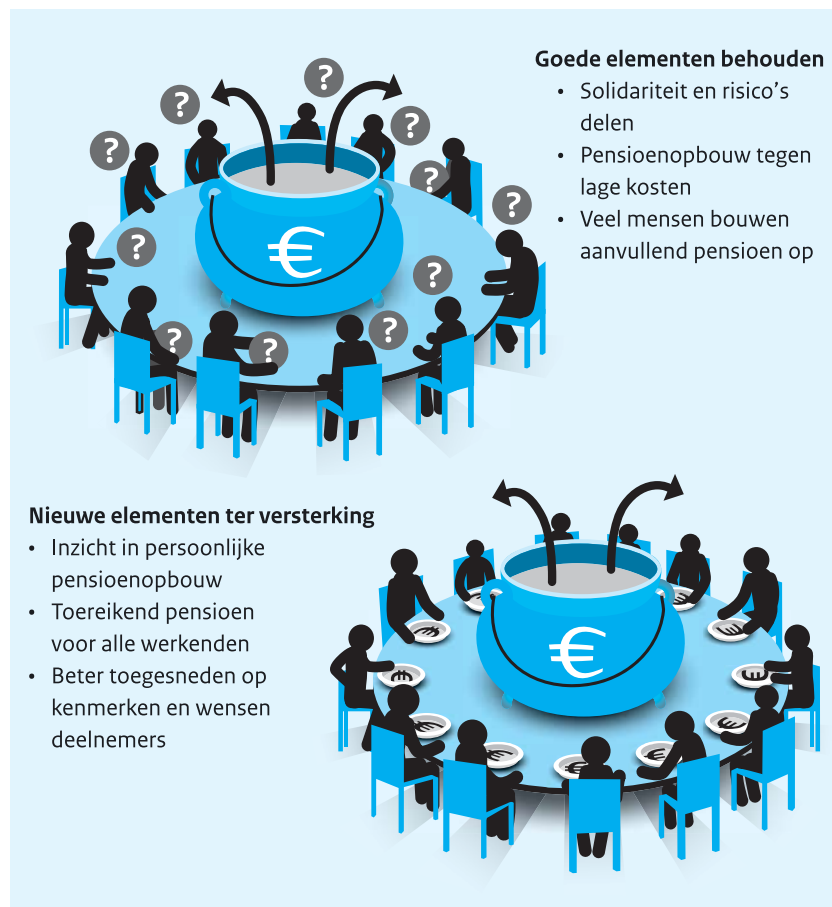 Goede elementen behouden
• Solidariteit en risico's
delen
• Pensioenopbouw tegen
lage kosten
• Veel mensen bouwen
aanvullend pensioen op
?
?
?
?
?
?
?
?
?
?
?
?
€
Nieuwe elementen ter versterking
• Inzicht in persoonlijke
pensioenopbouw
• Toereikend pensioen
voor alle werkenden
• Beter toegesneden op
kenmerken en wensen
deelnemers
€
€
€
€
€
€
€
€
€
€